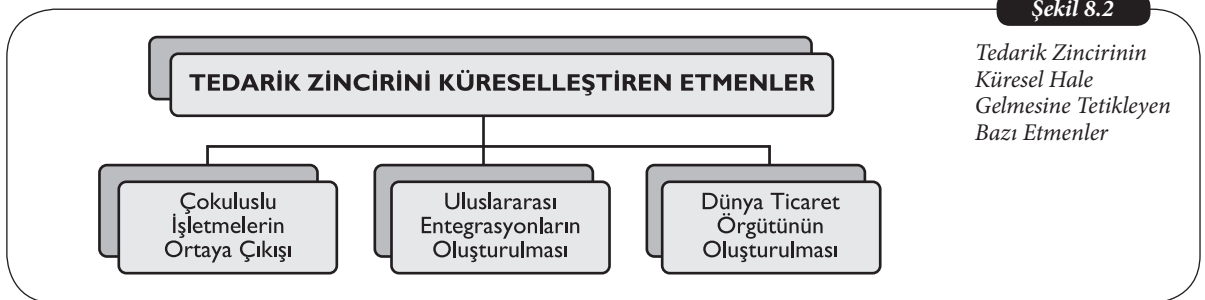 Şekil 8.2
Tedarik Zincirinin
Küresel Hale
Gelmesine Tetikleyen
Bazı Etmenler
TEDARİK ZİNCİRİNİ KÜRESELLEŞTİREN ETMENLER
Çokuluslu
İşletmelerin
Ortaya Çıkışı
Uluslararası
Entegrasyonların
Oluşturulması
Dünya Ticaret
Örgütünün
Oluşturulması